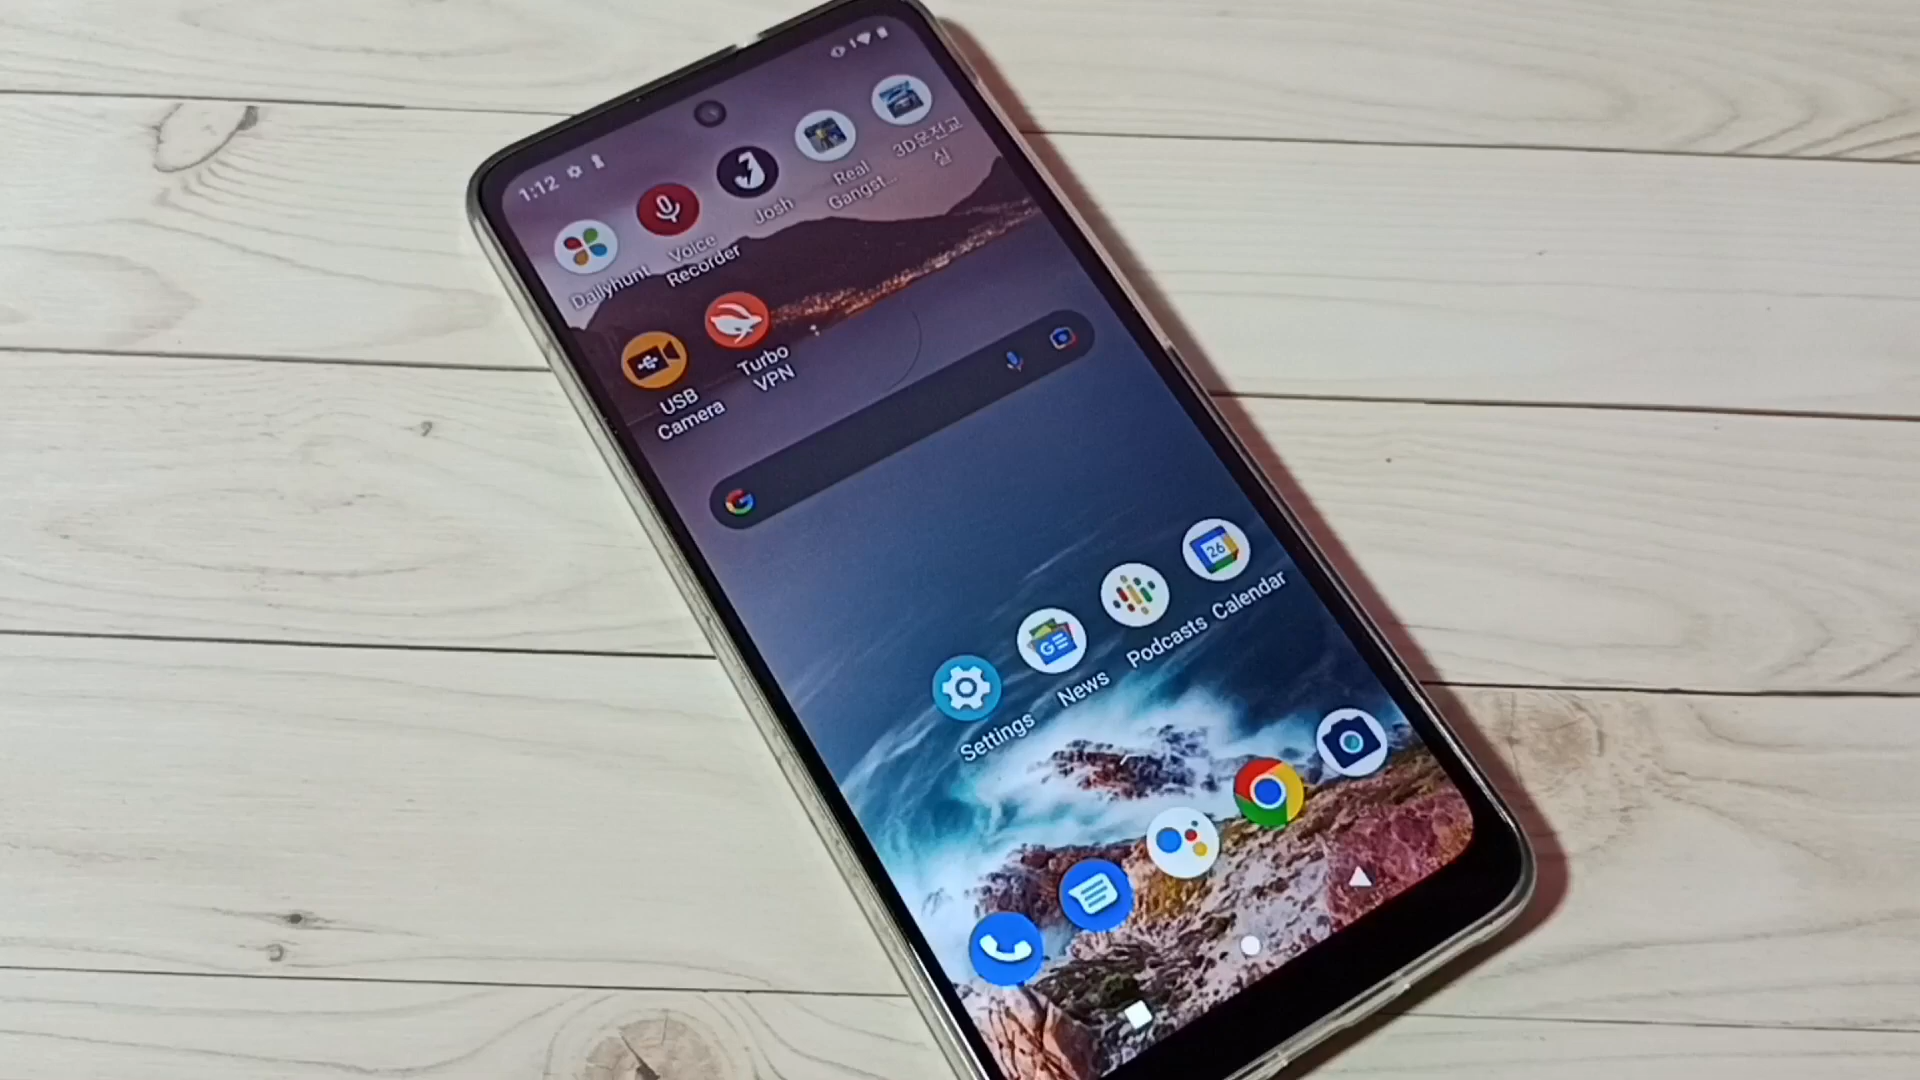 1:12
Dailyhunt
Voice
Recorder
Josh
Real
Gangst...
3D운전교
실
USB
Camera
Turbo
VPN
G
Settings
News
Podcasts
Calendar
26